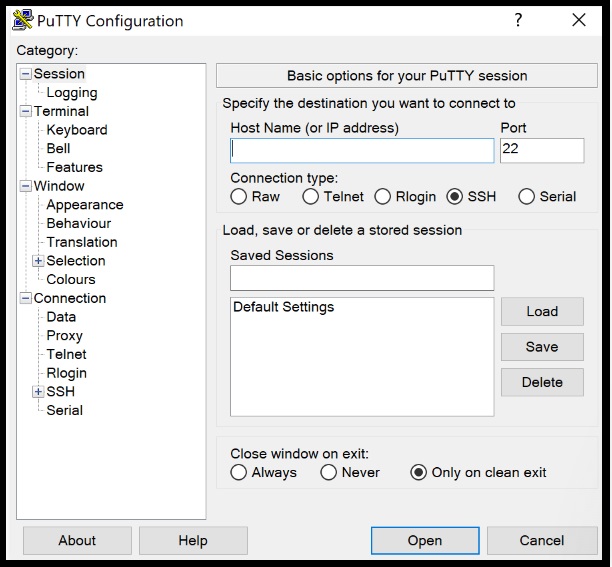 PuTTY Configuration
?
Category:
Session
Logging
Terminal
Keyboard
Bell
Features
Window
Appearance
Behaviour
Translation
Selection
Colours
Connection
Data
Proxy
Telnet
Rlogin
SSH
Serial
Basic options for your PuTTY session
Specify the destination you want to connect to
Host Name (or IP address) Port
22
Connection type:
Raw Telnet Rlogin SSH Serial
Load, save or delete a stored session
Saved Sessions
Default Settings
Load
Save
Delete
Close window on exit:
Always Never Only on clean exit
About Help Open Cancel